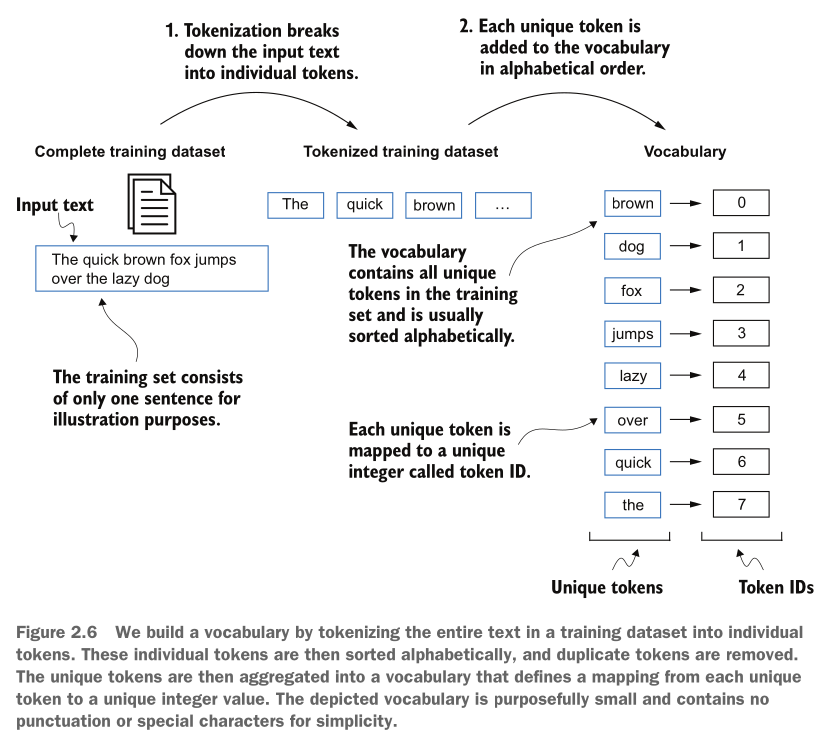 1. Tokenization breaks
down the input text
into individual tokens.
2. Each unique token is
added to the vocabulary
in alphabetical order.
Complete training dataset
Tokenized training dataset
Vocabulary
Input text
The quick brown fox jumps
over the lazy dog
The training set consists
of only one sentence for
illustration purposes.
The quick brown ...
The vocabulary
contains all unique
tokens in the training
set and is usually
sorted alphabetically.
Each unique token is
mapped to a unique
integer called token ID.
brown 0
dog 1
fox 2
jumps 3
lazy 4
over 5
quick 6
the 7
Unique tokens
Token IDs
Figure 2.6 We build a vocabulary by tokenizing the entire text in a training dataset into individual
tokens. These individual tokens are then sorted alphabetically, and duplicate tokens are removed.
The unique tokens are then aggregated into a vocabulary that defines a mapping from each unique
token to a unique integer value. The depicted vocabulary is purposefully small and contains no
punctuation or special characters for simplicity.